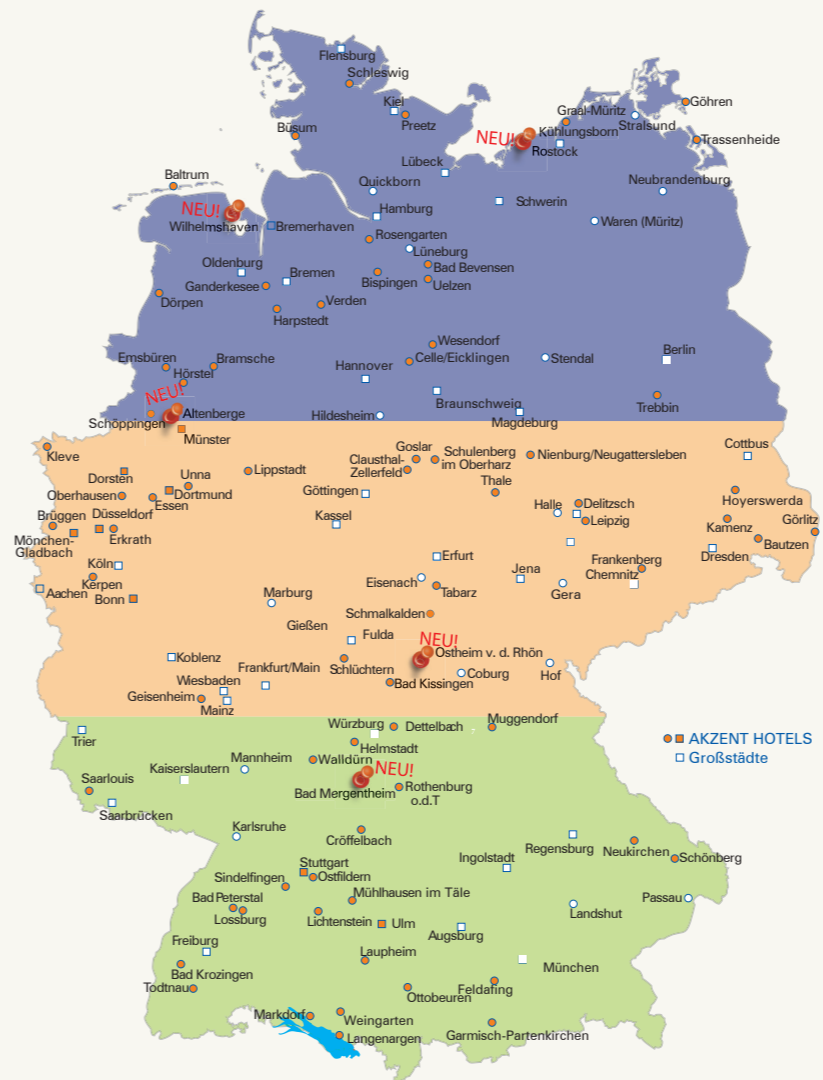 Flensburg
Schleswig
Kiel
Preetz
Büsum
Göhren
Graal-Müritz
NEU!
Kühlungsborn
Stralsund
Rostock
Trassenheide
Lübeck
Baltrum
Quickborn
Neubrandenburg
NEU!
Hamburg
Schwerin
Wilhelmshaven
Bremerhaven
Waren (Müritz)
Rosengarten
Lüneburg
Oldenburg
Bremen
Bad Bevensen
Ganderkesee
Bispingen
Uelzen
Dörpen
Verden
Harpstedt
Wesendorf
Emsbüren
Bramsche
Celle/Eicklingen
Stendal
Berlin
Hannover
Hörstel
NEU!
Braunschweig
Trebbin
Altenberge
Hildesheim
Magdeburg
Schöppingen
Münster
Kleve
Goslar
Schulenberg
im Oberharz
Nienburg/Neugattersleben
Cottbus
Clausthal-
Zellerfeld
Dorsten
Unna
Lippstadt
Thale
Oberhausen
Dortmund
Göttingen
Essen
Halle
Delitzsch
Hoyerswerda
Brüggen
Düsseldorf
Kassel
Leipzig
Kamenz
Görlitz
Mönchen-
Gladbach
Erkrath
Bautzen
Dresden
Köln
Erfurt
Frankenberg
Jena
Chemnitz
Kerpen
Eisenach
Aachen
Bonn
Tabarz
Gera
Marburg
Schmalkalden
Gießen
Fulda
NEU!
Ostheim v. d. Rhön
Koblenz
Frankfurt/Main
Schlüchtern
Coburg
Hof
Wiesbaden
Bad Kissingen
Geisenheim
Mainz
Würzburg
Dettelbach
Muggendorf
Trier
Helmstadt
AKZENT HOTELS
Großstädte
Mannheim
Walldürn
Kaiserslautern
NEU!
Saarlouis
Bad Mergentheim
Rothenburg
o.d.T
Saarbrücken
Karlsruhe
Cröffelbach
Regensburg
Neukirchen
Ingolstadt
Schönberg
Stuttgart
Sindelfingen
Ostfildern
Mühlhausen im Täle
Bad Peterstal
Passau
Lossburg
Lichtenstein
Ulm
Landshut
Augsburg
Freiburg
Laupheim
München
Bad Krozingen
Todtnau
Feldafing
Ottobeuren
Markdorf
Weingarten
Langenargen
Garmisch-Partenkirchen